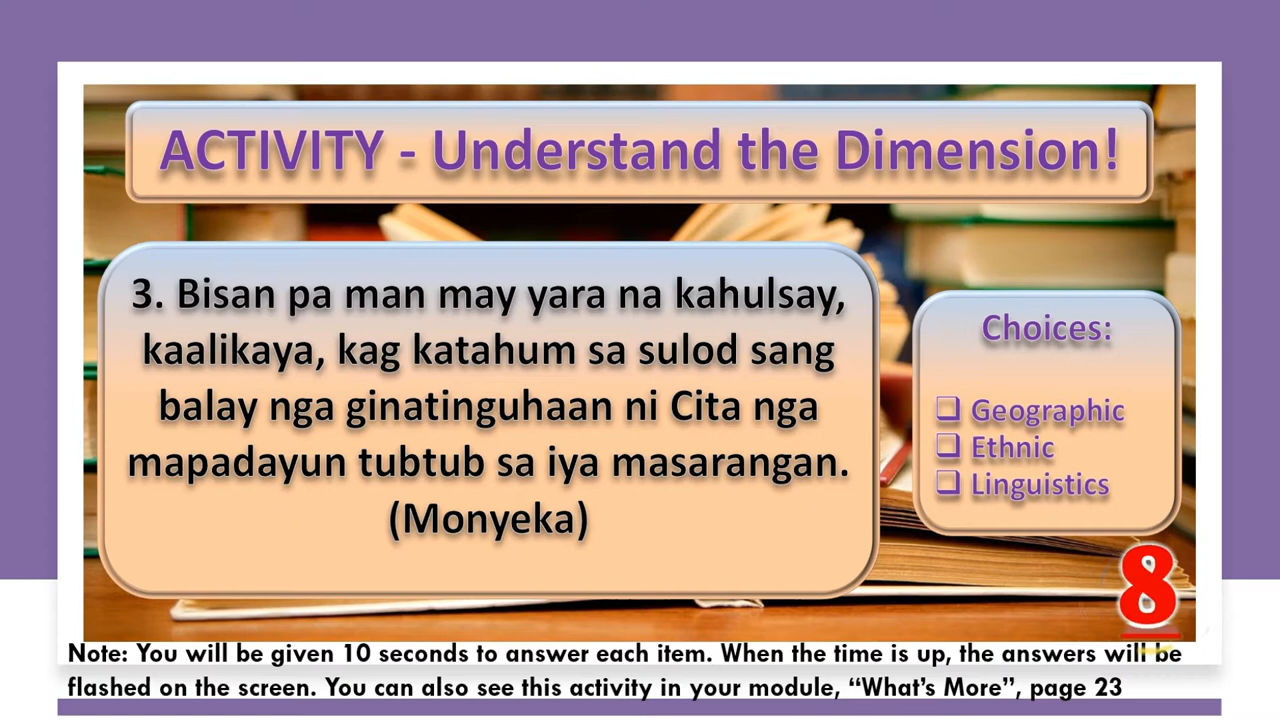 ACTIVITY - Understand the Dimension!
3. Bisan pa man may yara na kahulsay,
kaalikaya, kag katahum sa sulod sang
balay nga ginatinguhaan ni Cita nga
mapadayun tubtub sa iya masarangan.
(Monyeka)
Choices:
❑ Geographic
❑ Ethnic
❑ Linguistics
8
Note: You will be given 10 seconds to answer each item. When the time is up, the answers will be
flashed on the screen. You can also see this activity in your module, “What’s More”, page 23